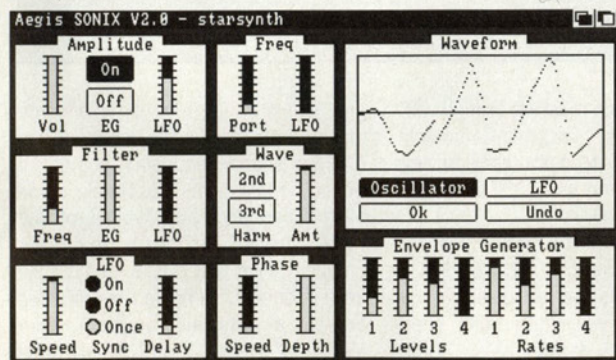 Aegis SONIX V2.0 - starsynth
Amplitude
On
Off
Vol EG LFO
Freq
Port LFO
Waveform
Oscillator LFO
Ok Undo
Filter
Freq EG LFO
Wave
2nd
3rd
Harm Amt
LFO
On
Off
Once
Speed Sync Delay
Phase
Speed Depth
Envelope Generator
1 2 3 4 1 2 3 4
Levels Rates